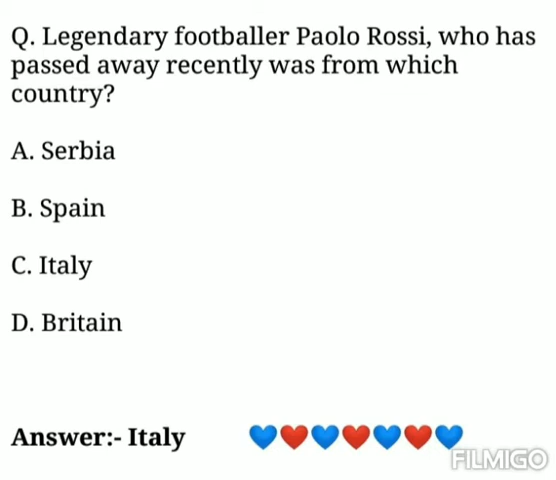 Q. Legendary footballer Paolo Rossi, who has
passed away recently was from which
country?
A. Serbia
B. Spain
C. Italy
D. Britain
Answer:- Italy 💙❤️💙❤️💙❤️💙
FILMIGO